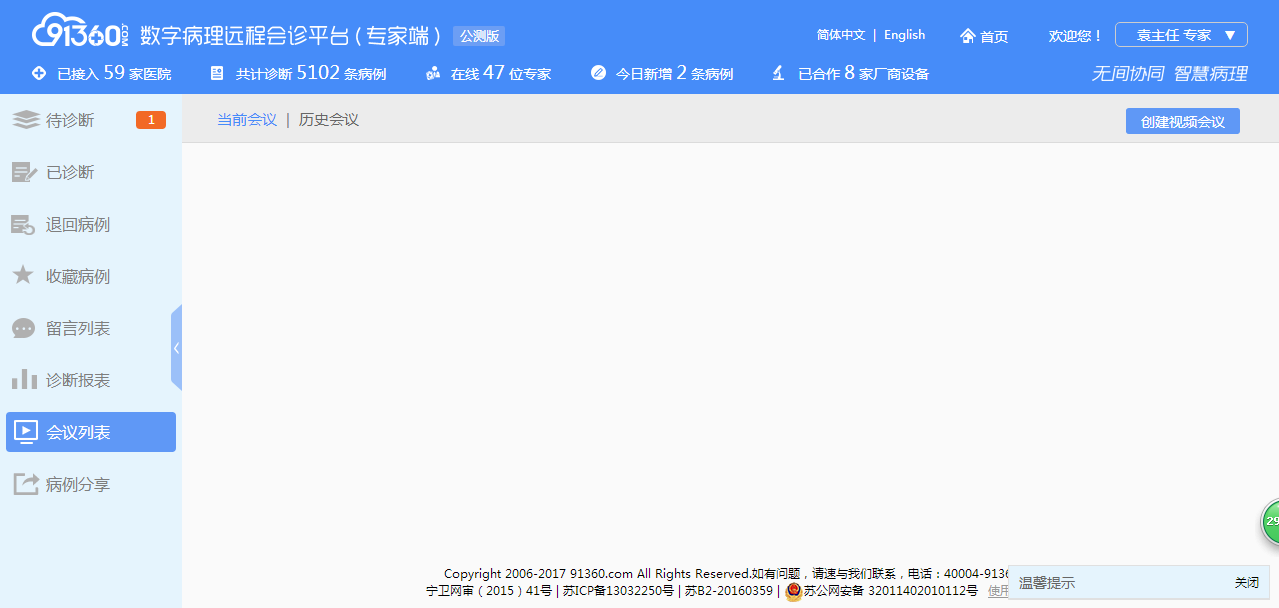 91360.COM 数字病理远程会诊平台(专家端) 公测版
简体中文 | English 首页 欢迎您! 袁主任 专家 ▼
已接入 59 家医院 共计诊断 5102 条病例 在线 47 位专家 今日新增 2 条病例 已合作 8 家厂商设备 无间协同 智慧病理
待诊断 1
已诊断
退回病例
收藏病例
留言列表
诊断报表
会议列表
病例分享
当前会议 | 历史会议 创建视频会议
29
Copyright 2006-2017 91360.com All Rights Reserved.如有问题,请速与我们联系,电话:40004-9136
宁卫网审(2015)41号 | 苏ICP备13032250号 | 苏B2-20160359 | 苏公网安备 32011402010112号 使用
温馨提示 关闭